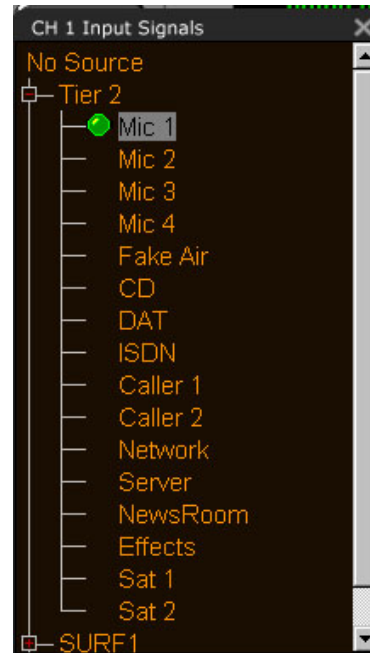 CH 1 Input Signals
No Source
Tier 2
Mic 1
Mic 2
Mic 3
Mic 4
Fake Air
CD
DAT
ISDN
Caller 1
Caller 2
Network
Server
NewsRoom
Effects
Sat 1
Sat 2
SURF1